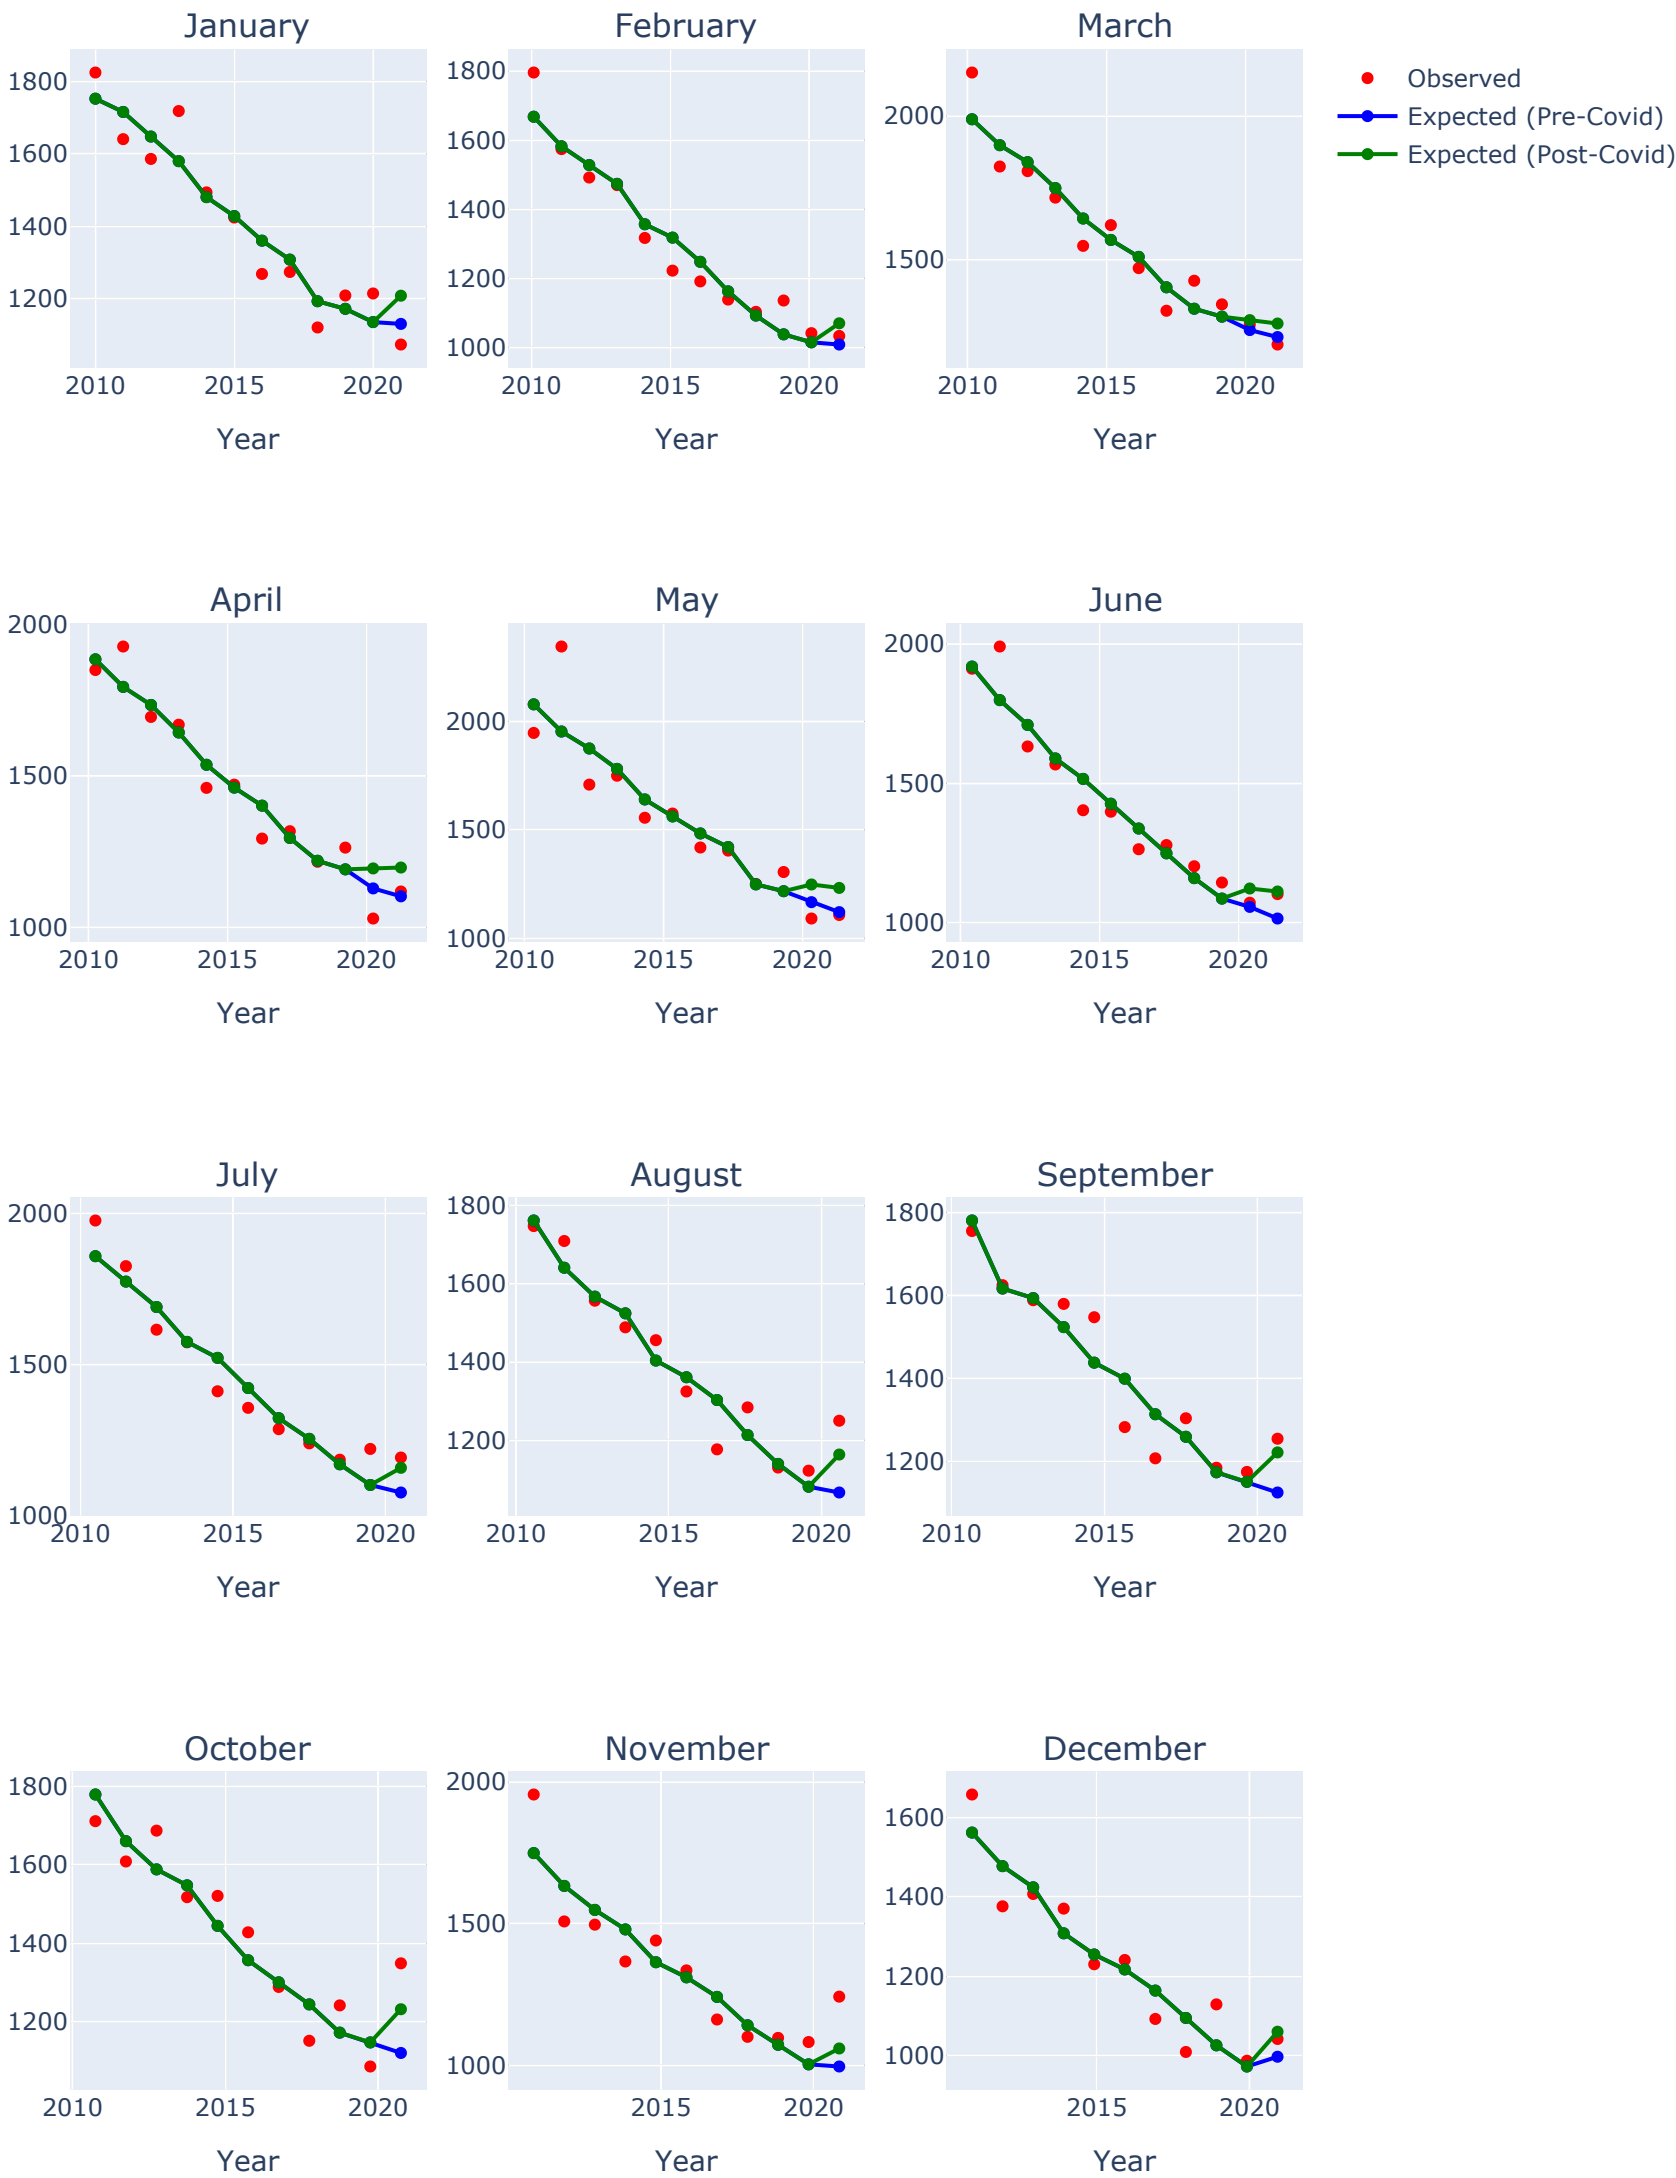 January
February
March
Observed
Expected (Pre-Covid)
Expected (Post-Covid)
1800
1600
1400
1200
2010
2015
2020
Year
1800
1600
1400
1200
1000
2010
2015
2020
Year
2000
1500
2010
2015
2020
Year
April
May
June
2000
1500
1000
2010
2015
2020
Year
2000
1500
1000
2010
2015
2020
Year
2000
1500
1000
2010
2015
2020
Year
July
August
September
2000
1500
1000
2010
2015
2020
Year
1800
1600
1400
1200
2010
2015
2020
Year
1800
1600
1400
1200
2010
2015
2020
Year
October
November
December
1800
1600
1400
1200
2010
2015
2020
Year
2000
1500
1000
2015
2020
Year
1600
1400
1200
1000
2015
2020
Year